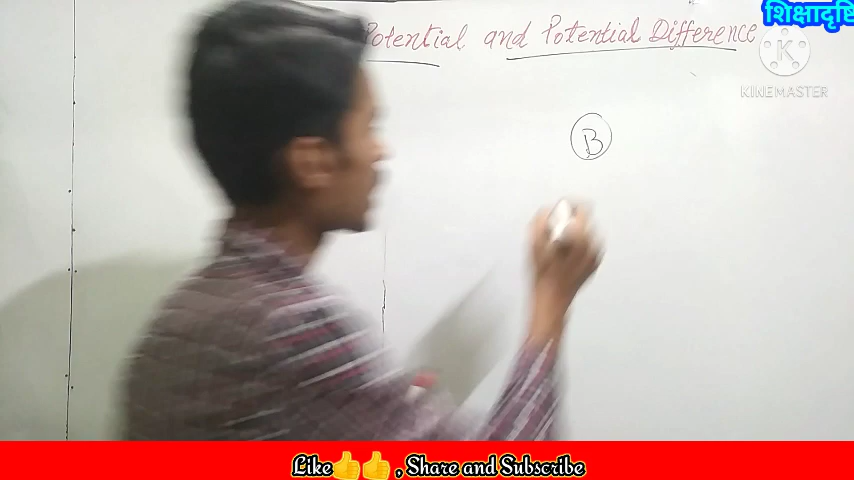 शिक्षादृष्टि
Potential and Potential Difference
KINEMASTER
B
Like👍👍, Share and Subscribe